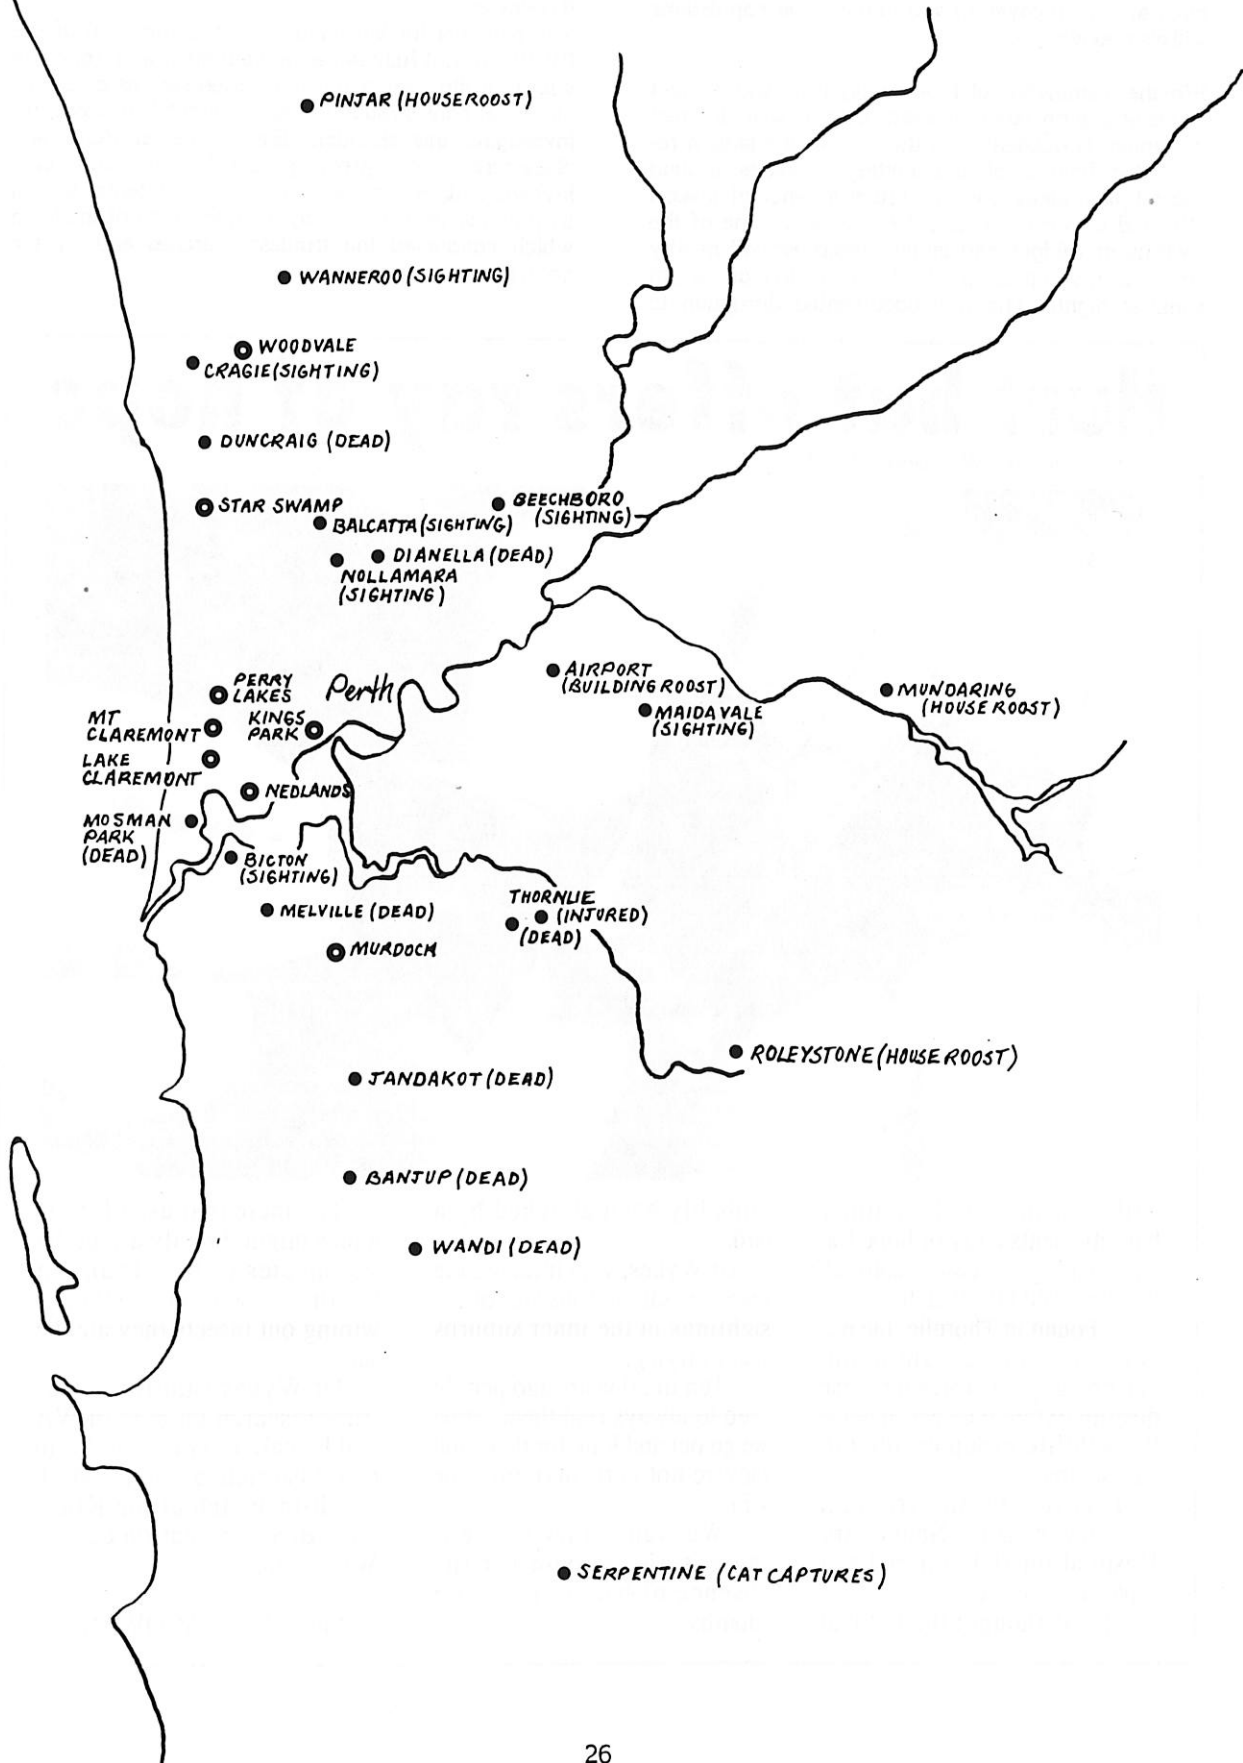 PINJAR (HOUSE ROOST)
WANNEROO (SIGHTING)
WOODVALE
CRAGIE (SIGHTING)
DUNCRAIG (DEAD)
STAR SWAMP
BEECHBORO
(SIGHTING)
BALCATTA (SIGHTING)
DIANELLA (DEAD)
NOLLAMARA
(SIGHTING)
PERRY
LAKES
Perth
AIRPORT
(BUILDING ROOST)
MUNDARING
(HOUSE ROOST)
MT
CLAREMONT
KINGS
PARK
MAIDAVALE
(SIGHTING)
LAKE
CLAREMONT
NEDLANDS
MOSMAN
PARK
(DEAD)
BICTON
(SIGHTING)
MELVILLE (DEAD)
THORNLIE
(INJURED)
(DEAD)
MURDOCH
ROLEYSTONE (HOUSE ROOST)
JANDAKOT (DEAD)
BANJUP (DEAD)
WANDI (DEAD)
SERPENTINE (CAT CAPTURES)
26